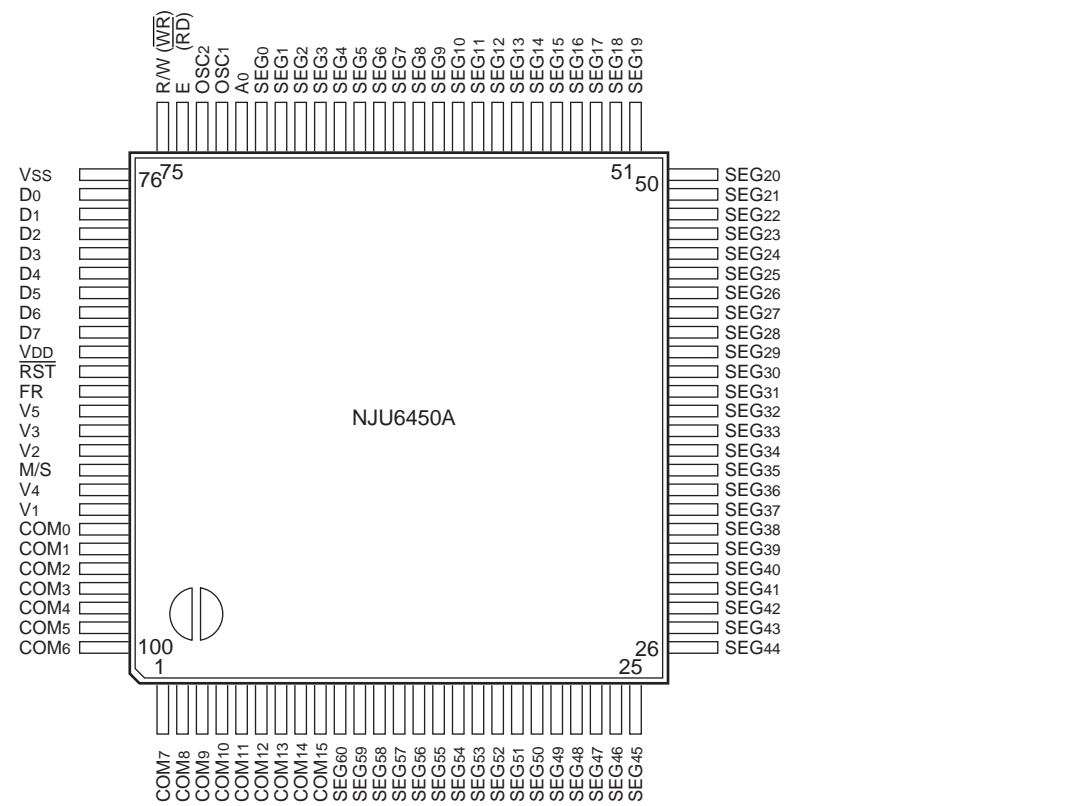 R/W (WR)
E (RD)
OSC2
OSC1
A0
SEG0
SEG1
SEG2
SEG3
SEG4
SEG5
SEG6
SEG7
SEG8
SEG9
SEG10
SEG11
SEG12
SEG13
SEG14
SEG15
SEG16
SEG17
SEG18
SEG19
VSS
D0
D1
D2
D3
D4
D5
D6
D7
VDD
RST
FR
V5
V3
V2
M/S
V4
V1
COM0
COM1
COM2
COM3
COM4
COM5
COM6
76 75
51 50
NJU6450A
100
1
26
25
SEG20
SEG21
SEG22
SEG23
SEG24
SEG25
SEG26
SEG27
SEG28
SEG29
SEG30
SEG31
SEG32
SEG33
SEG34
SEG35
SEG36
SEG37
SEG38
SEG39
SEG40
SEG41
SEG42
SEG43
SEG44
COM7
COM8
COM9
COM10
COM11
COM12
COM13
COM14
COM15
SEG60
SEG59
SEG58
SEG57
SEG56
SEG55
SEG54
SEG53
SEG52
SEG51
SEG50
SEG49
SEG48
SEG47
SEG46
SEG45